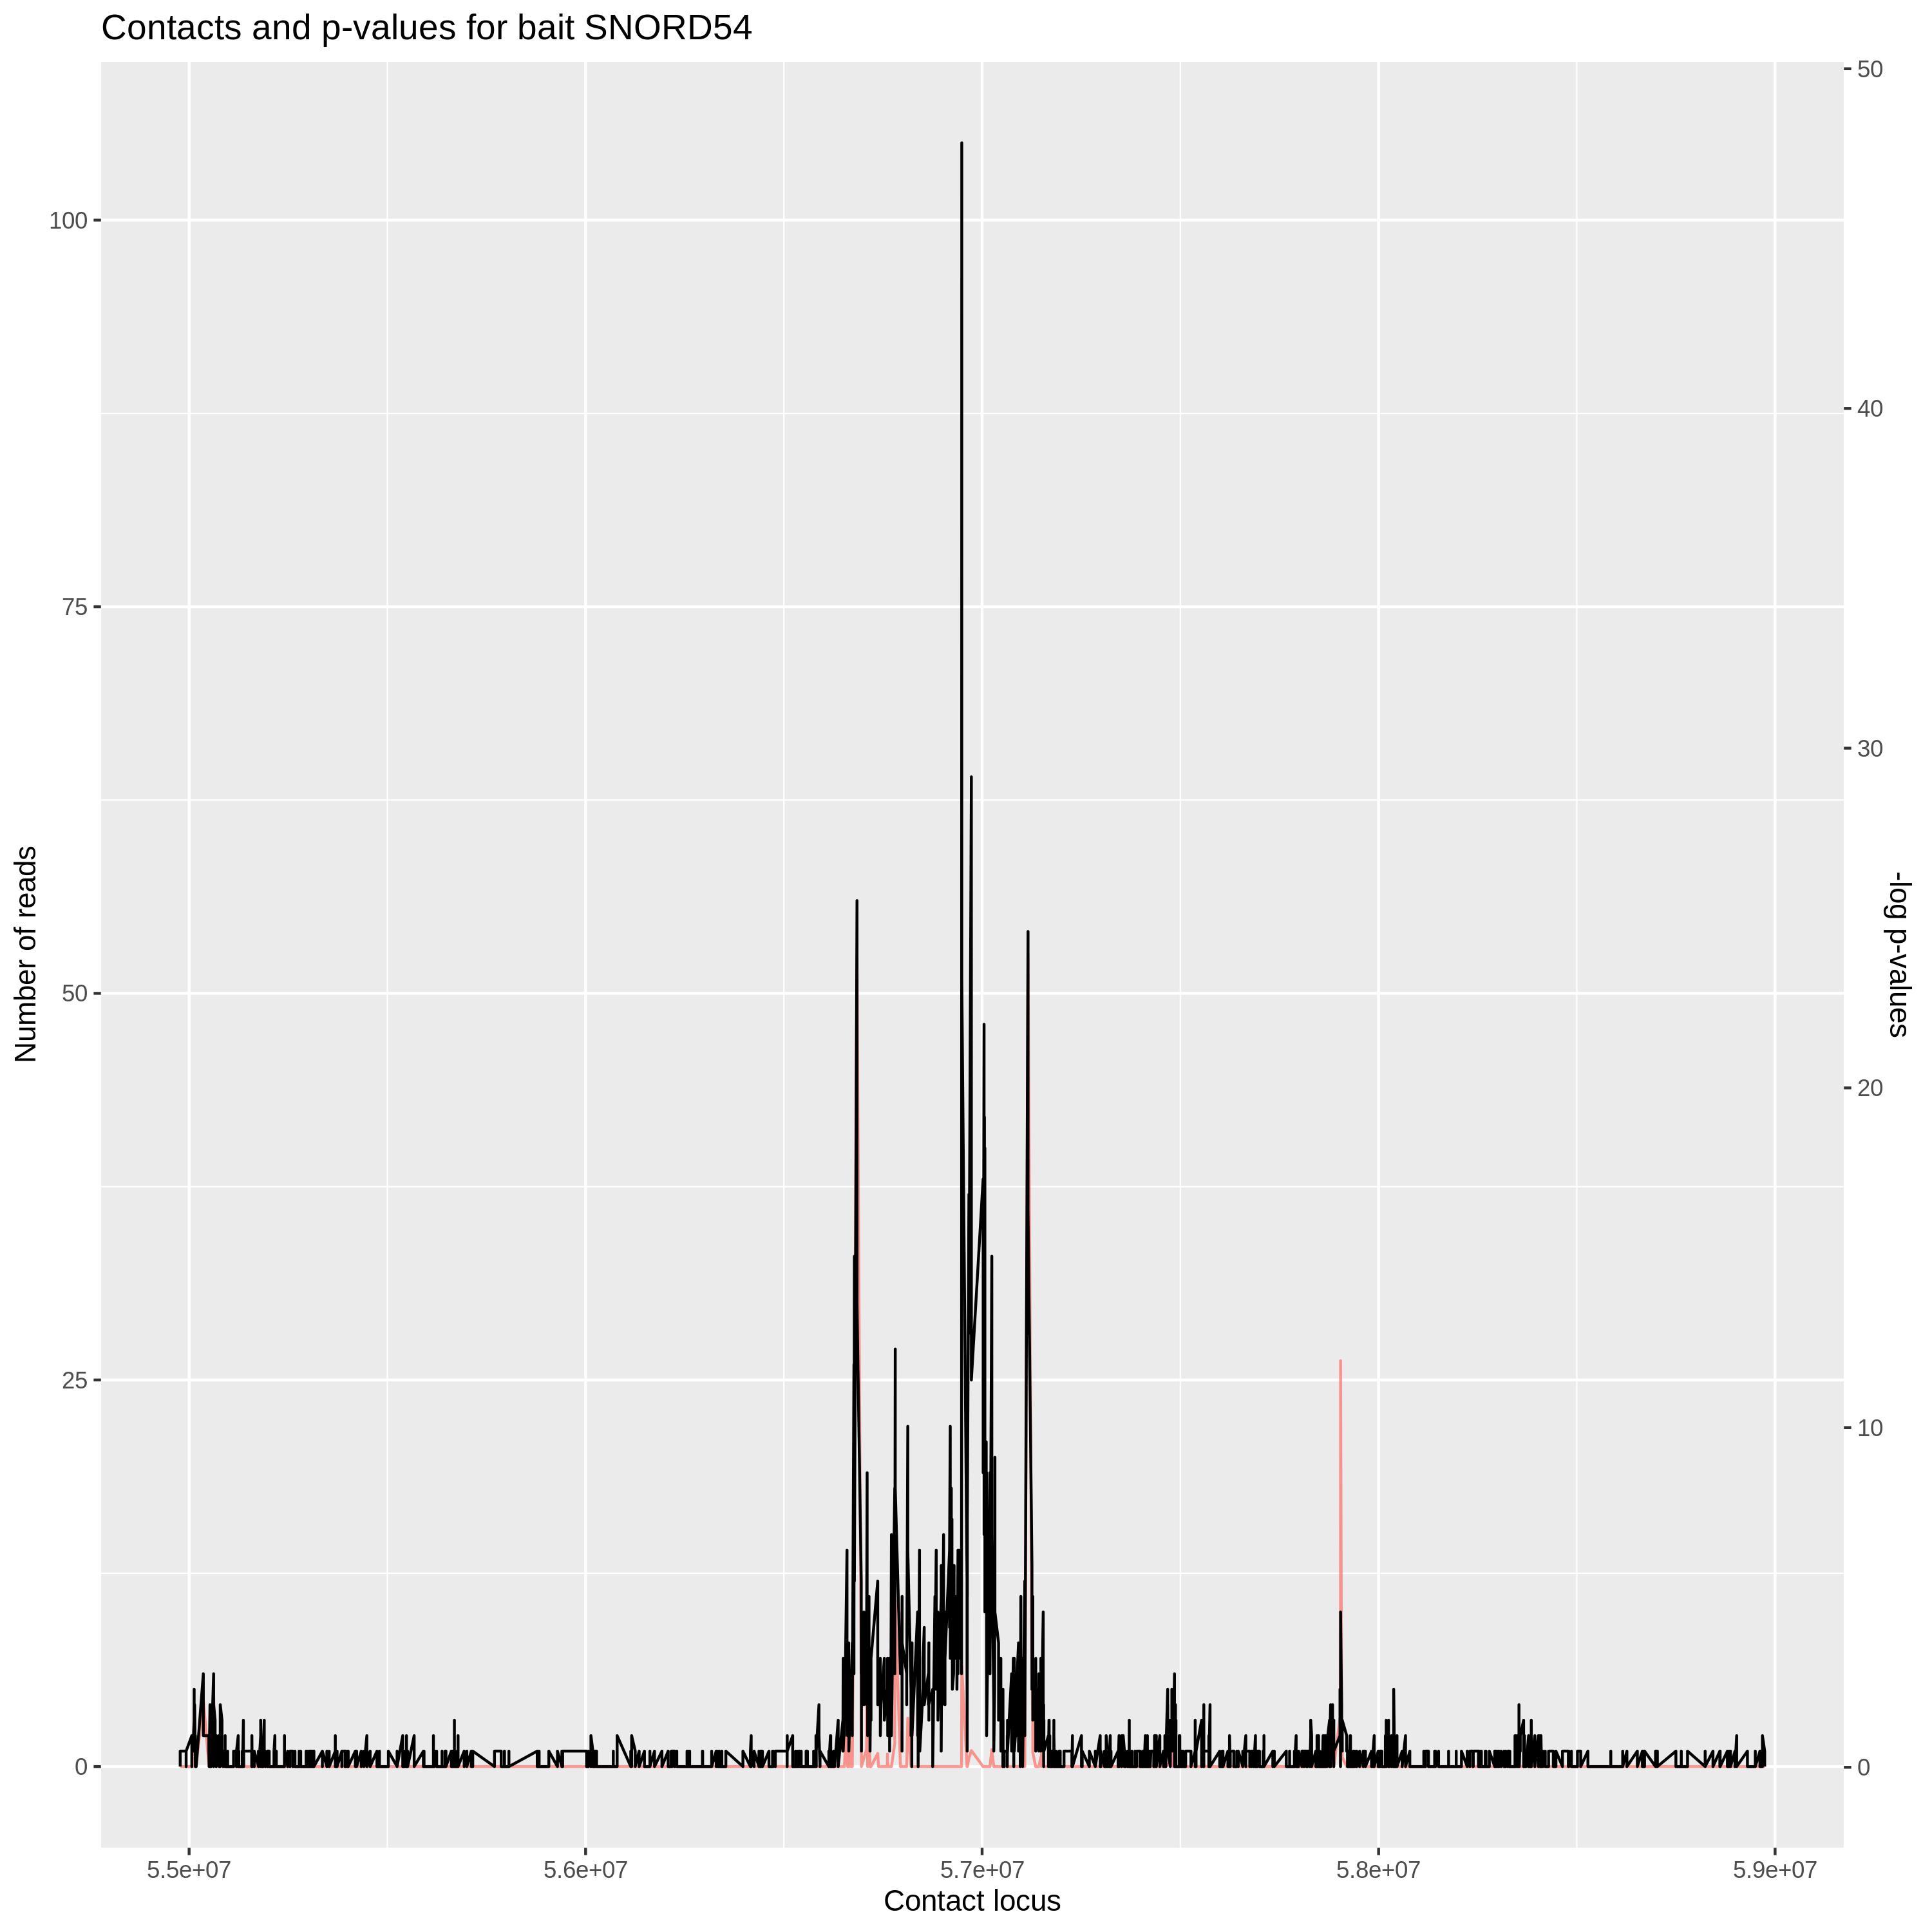 Contacts and p-values for bait SNORD54
Number of reads
100
75
50
25
0
50
40
30
20
10
0
-log p-values
5.5e+07
5.6e+07
5.7e+07
5.8e+07
5.9e+07
Contact locus